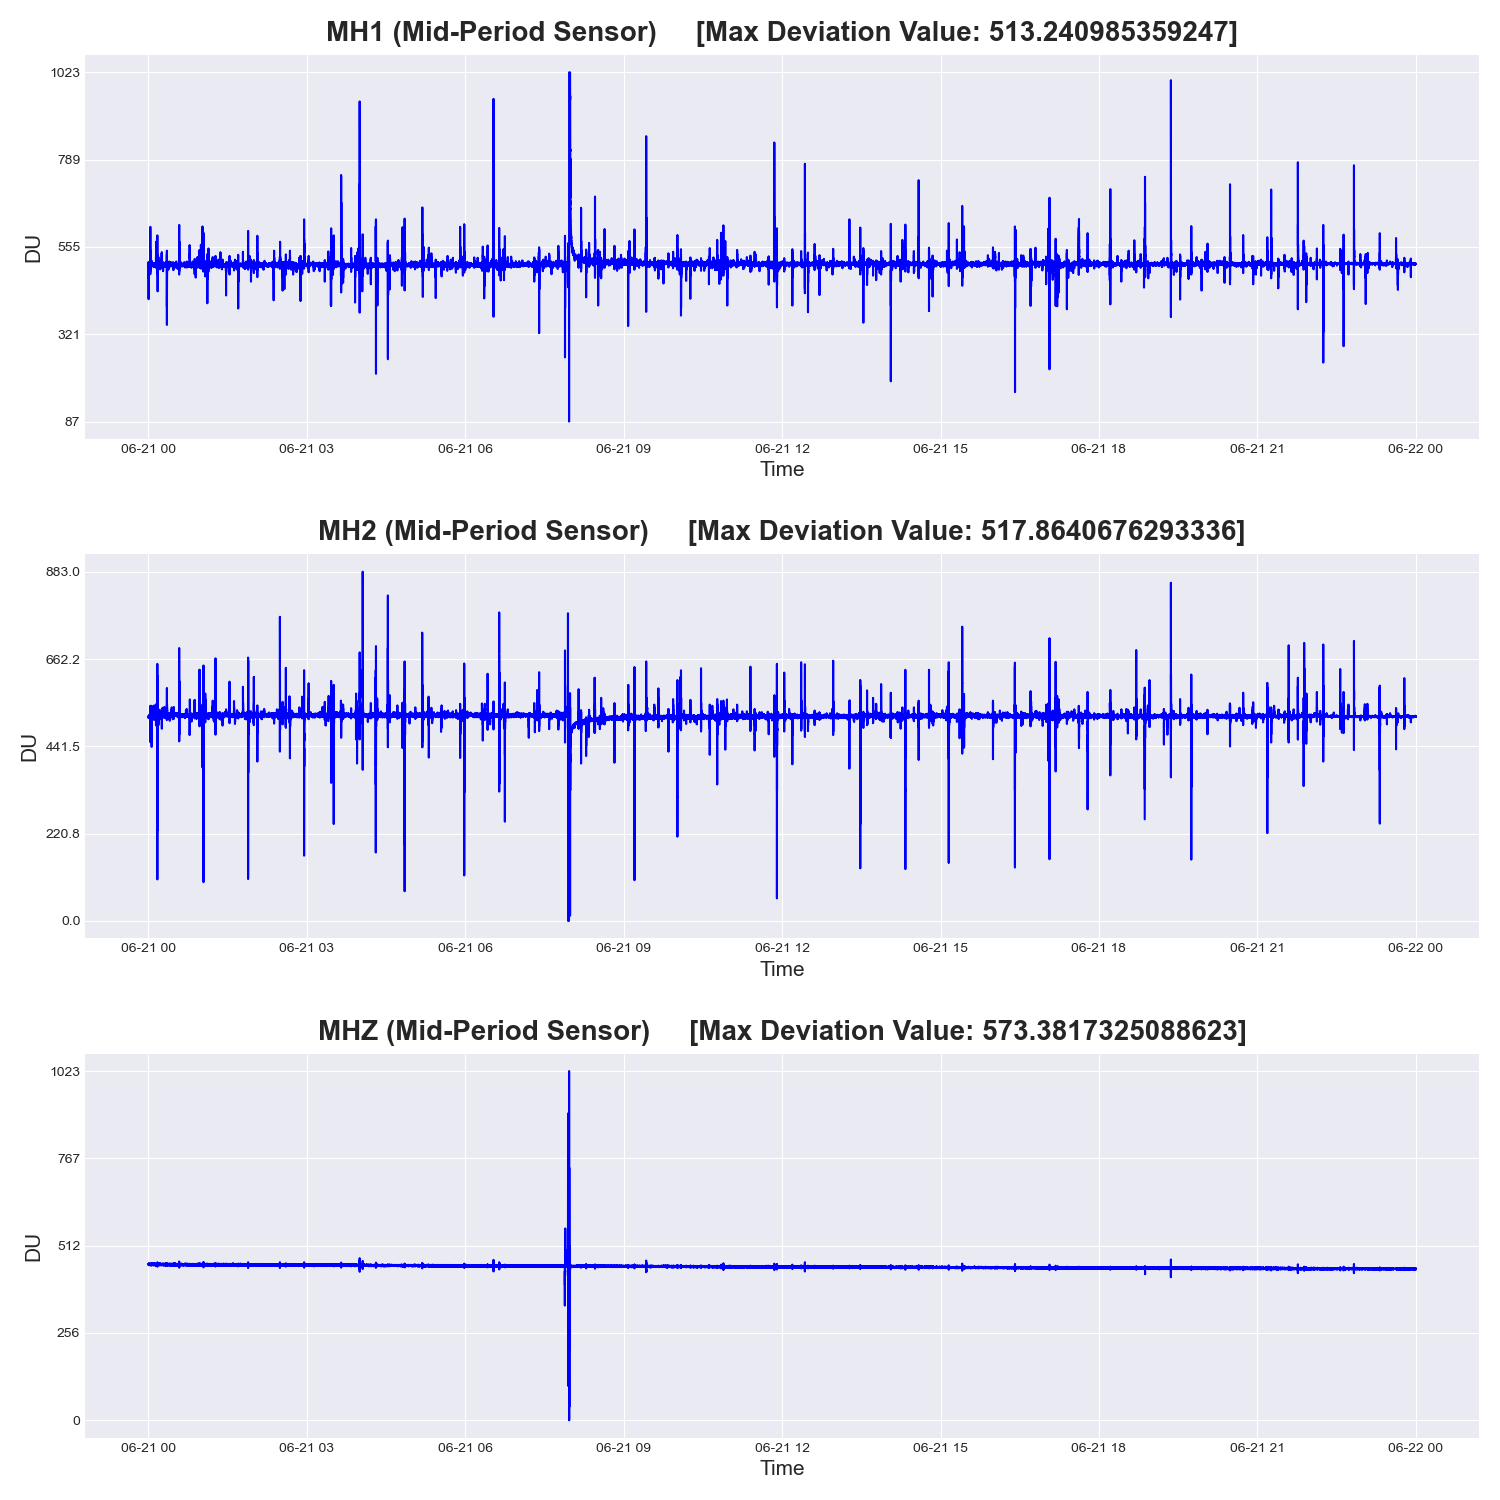 MH1 (Mid-Period Sensor) [Max Deviation Value: 513.240985359247]
1023
789
555
321
87
DU
06-21 00 06-21 03 06-21 06 06-21 09 06-21 12 06-21 15 06-21 18 06-21 21 06-22 00
Time
MH2 (Mid-Period Sensor) [Max Deviation Value: 517.8640676293336]
883.0
662.2
441.5
220.8
0.0
DU
06-21 00 06-21 03 06-21 06 06-21 09 06-21 12 06-21 15 06-21 18 06-21 21 06-22 00
Time
MHZ (Mid-Period Sensor) [Max Deviation Value: 573.3817325088623]
1023
767
512
256
0
DU
06-21 00 06-21 03 06-21 06 06-21 09 06-21 12 06-21 15 06-21 18 06-21 21 06-22 00
Time